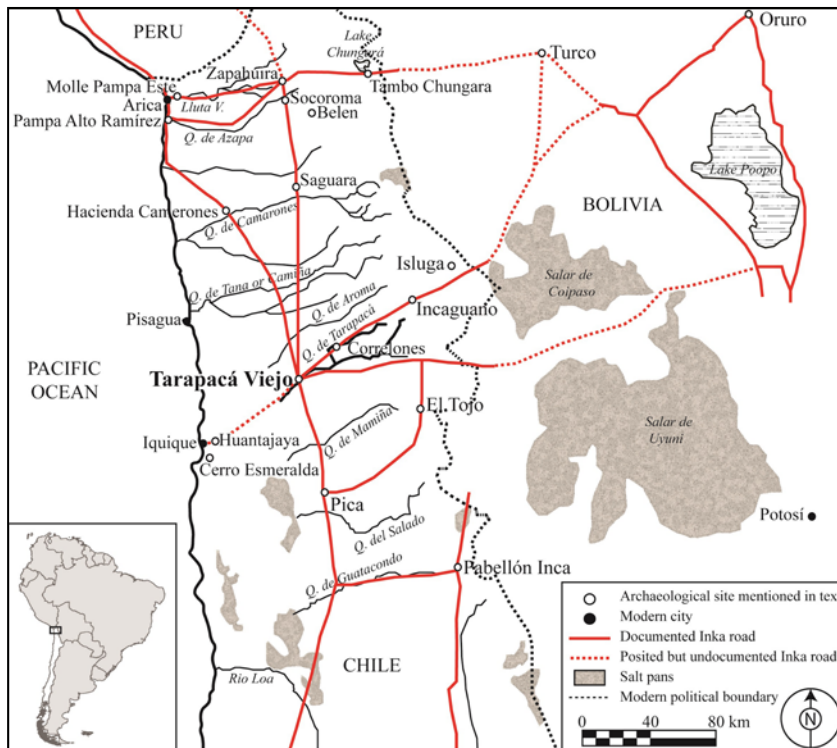 PERU
Lake
Chungará
Oruro
Turco
Zapahuira
Molle Pampa Este
Lluta V.
Tambo Chungara
Arica
Socoroma
Belen
Pampa Alto Ramírez
Q. de Azapa
Lake Poopo
Saguara
BOLIVIA
Hacienda Camerones
Q. de Camarones
Isluga
Salar de
Coipaso
Q. de Tana or Camiña
Q. de Aroma
Incaguano
Pisagua
Q. de Tarapacá
Correlones
PACIFIC
OCEAN
Tarapacá Viejo
El Tojo
Salar de
Uyuni
Q. de Mamiña
Iquique
Huantajaya
Cerro Esmeralda
Pica
Potosí
Q. del Salado
Pabellón Inca
Q. de Guatacondo
Rio Loa
CHILE
Archaeological site mentioned in tex
Modern city
Documented Inka road
Posited but undocumented Inka road
Salt pans
Modern political boundary
0 20 40 80 km
N